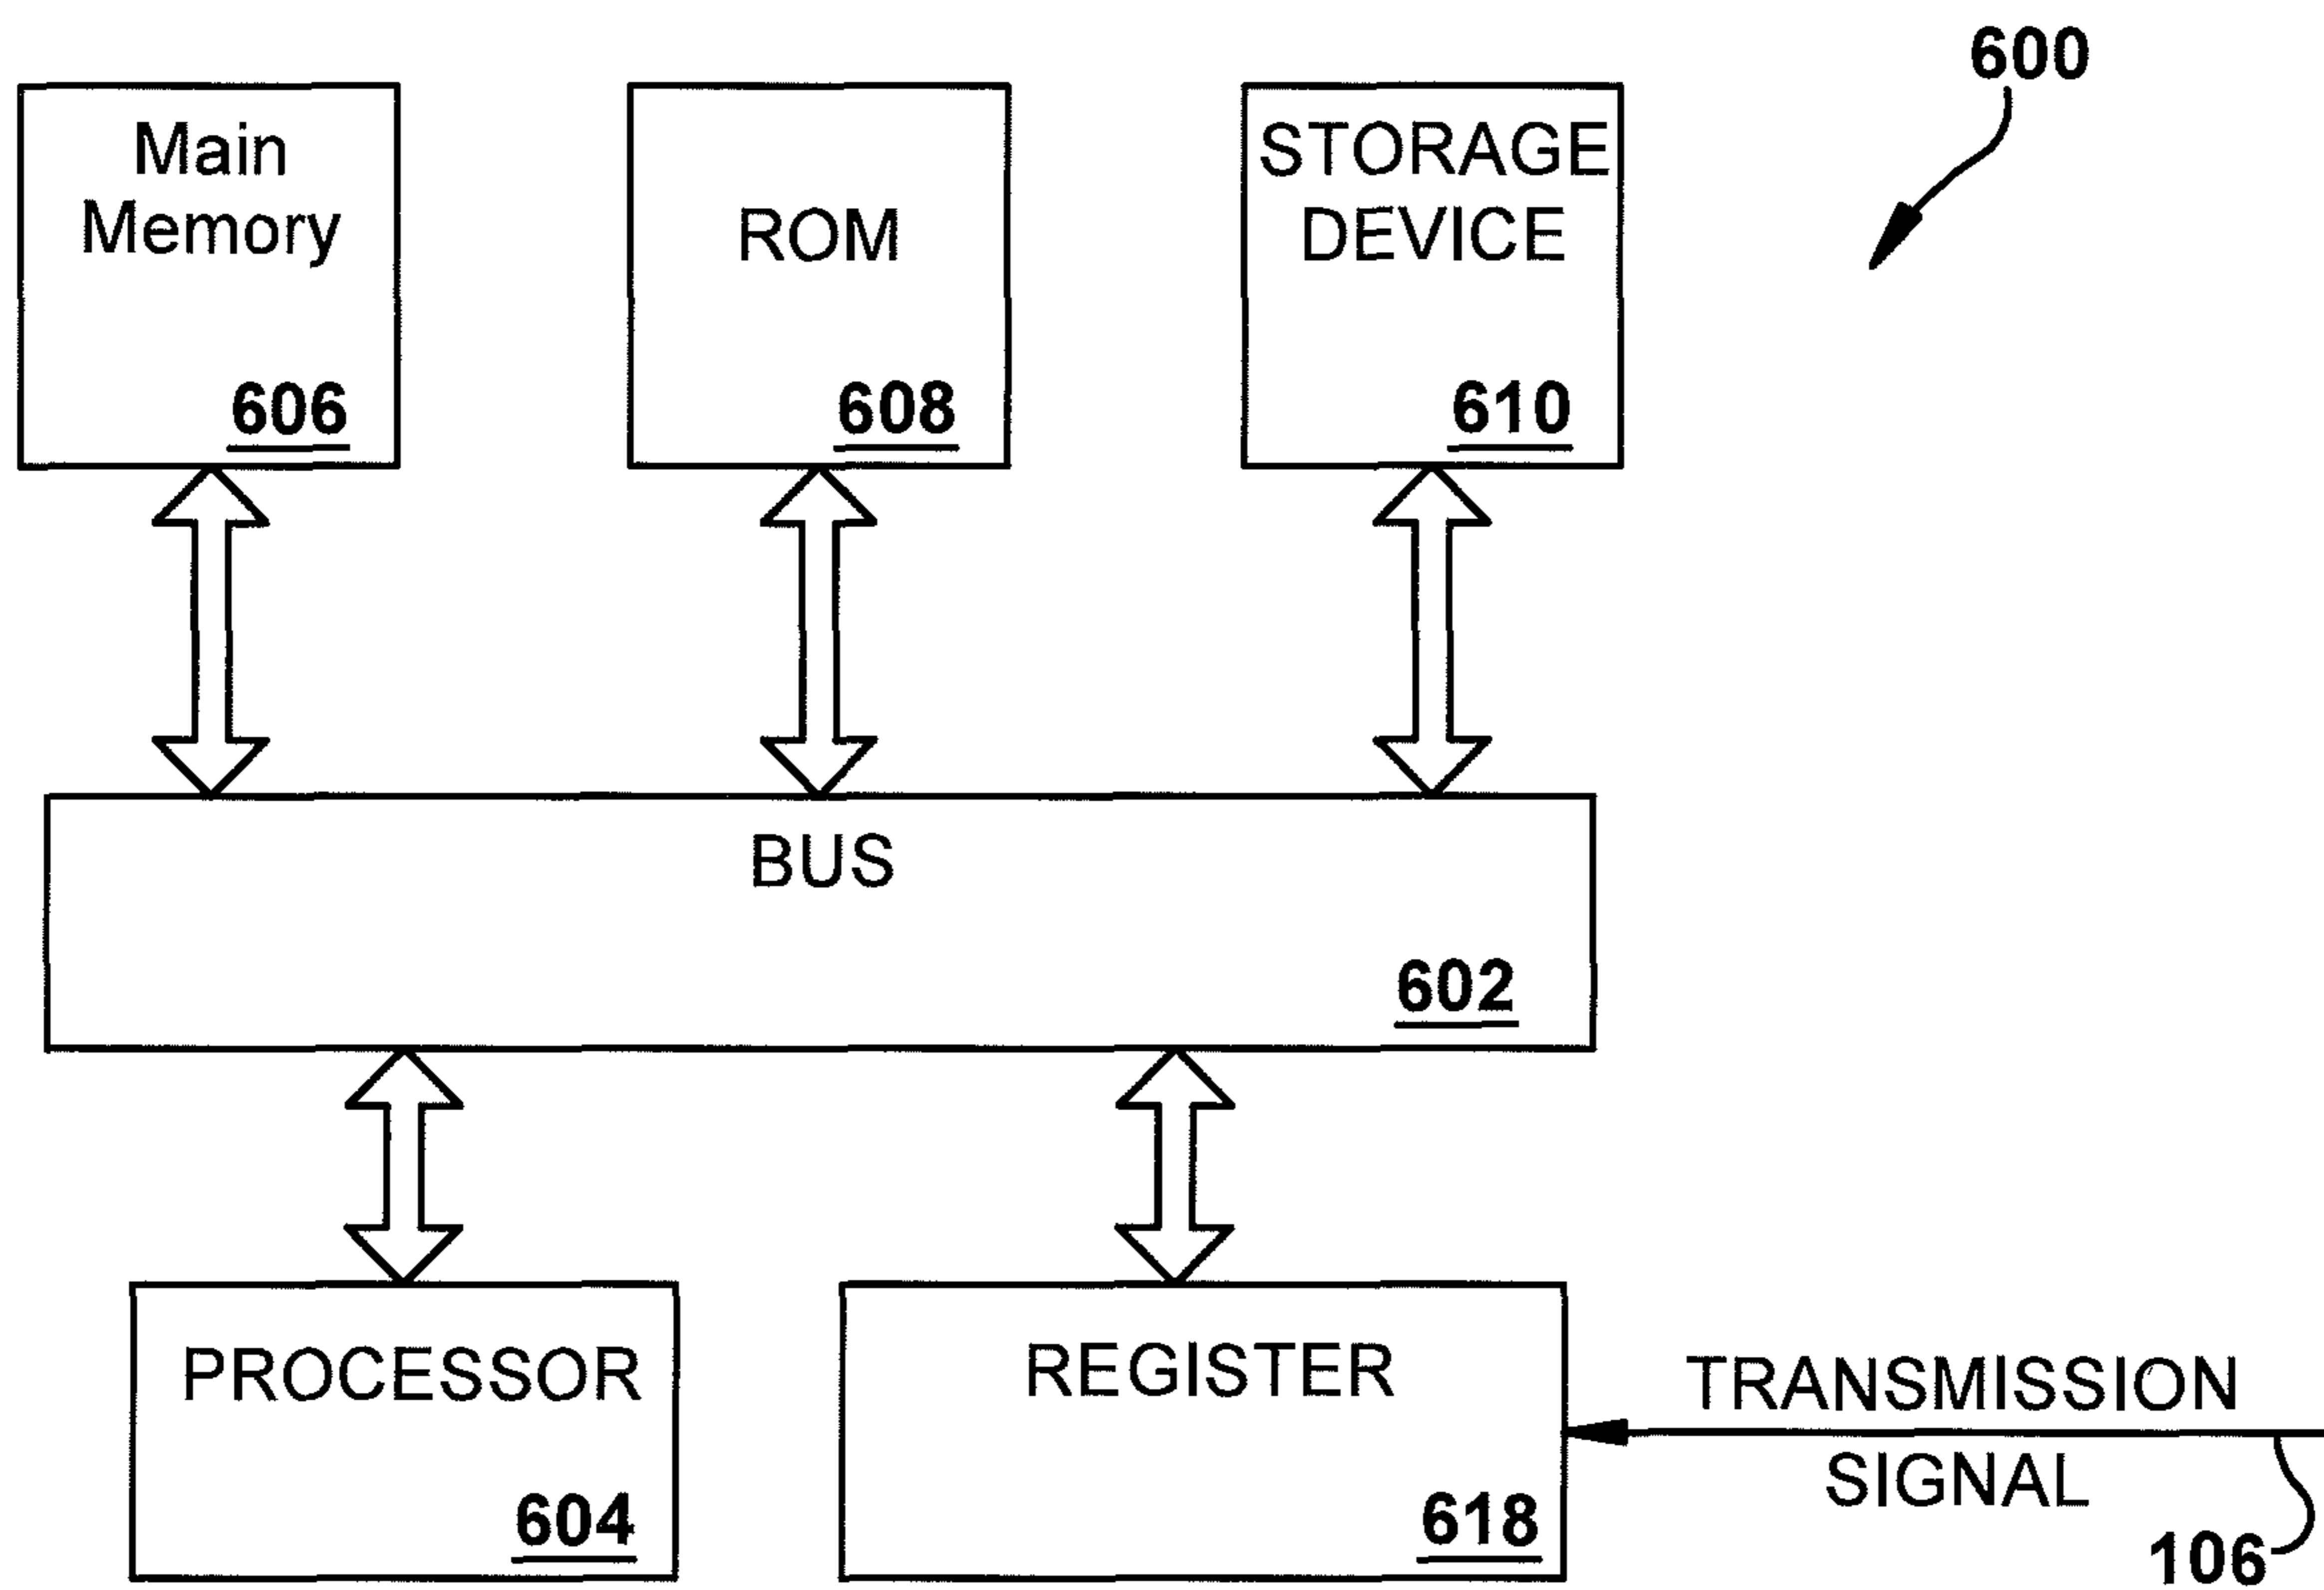 600
Main
Memory
606
ROM
608
STORAGE
DEVICE
610
BUS
602
PROCESSOR
604
REGISTER
618
TRANSMISSION
SIGNAL
106